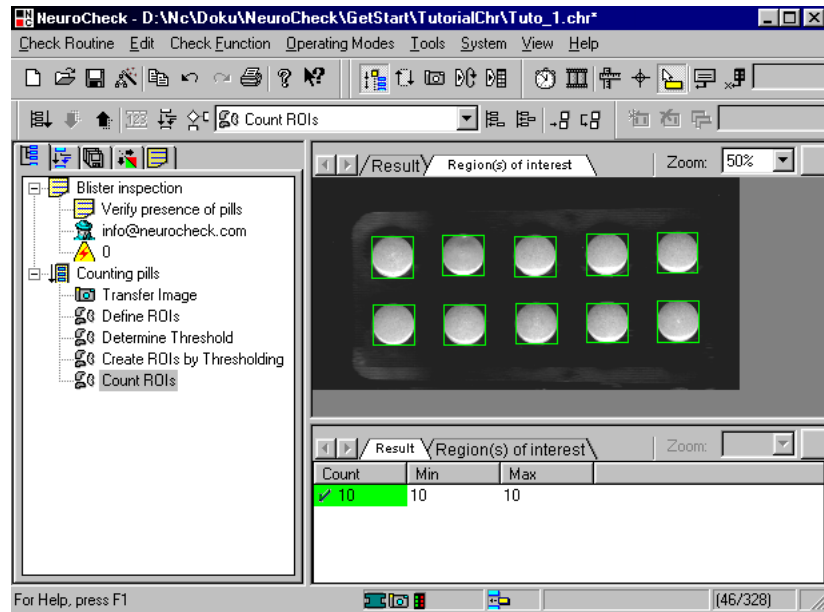 NeuroCheck - D:\Nc\Doku\NeuroCheck\GetStart\TutorialChr\Tuto_1.chr*
Check Routine Edit Check Function Operating Modes Tools System View Help
123 Count ROIs
Result Region(s) of interest Zoom: 50%
Blister inspection
Verify presence of pills
info@neurocheck.com
0
Counting pills
Transfer Image
Define ROIs
Determine Threshold
Create ROIs by Thresholding
Count ROIs
Result Region(s) of interest Zoom:
Count Min Max
10 10 10
For Help, press F1 (46/328)